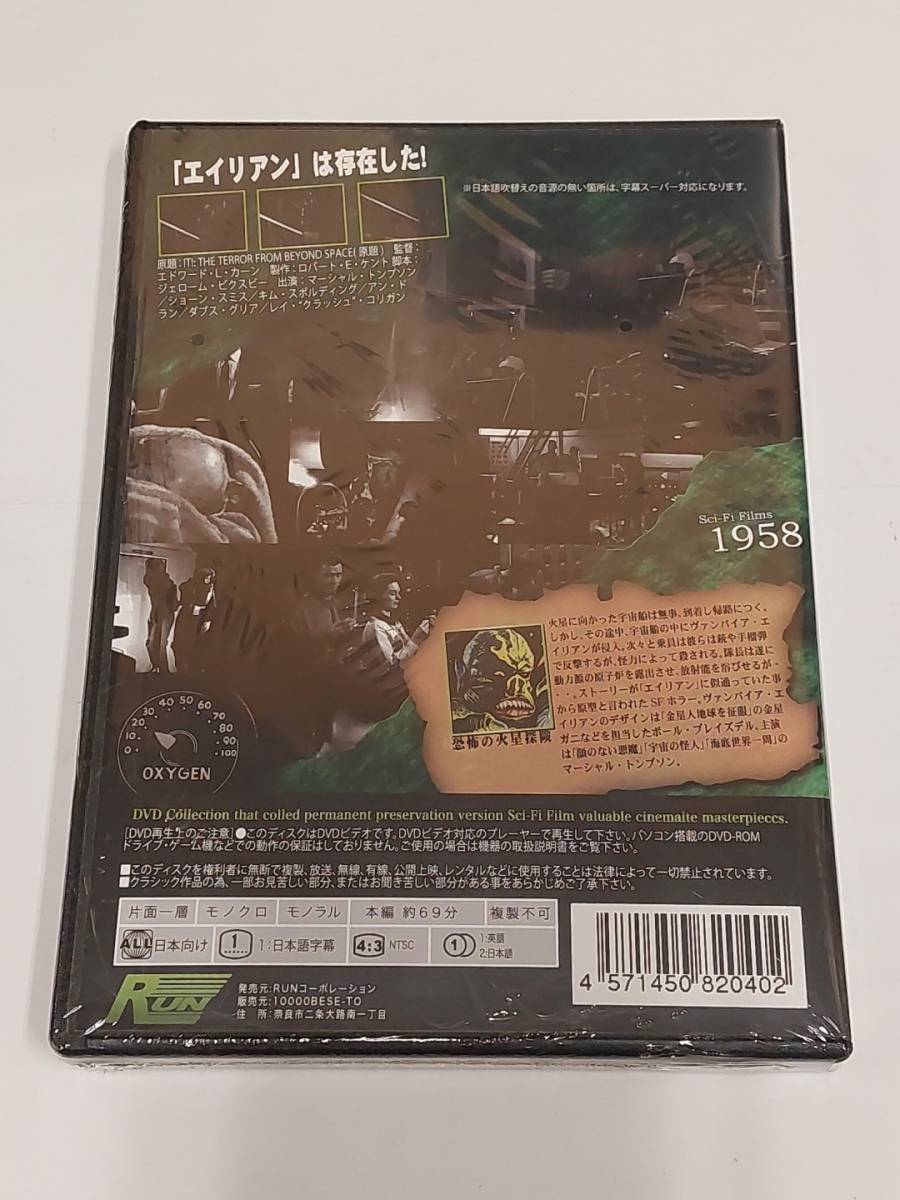 「エイリアン」は存在した!
※日本語吹替えの音源の無い箇所は、字幕スーパー対応になります。
原題:IT!: THE TERROR FROM BEYOND SPACE(原題) 監督:
エドワード・L・カーン 製作:ロバート・E・ケント 脚本:
ジェローム・ビクスビー 出演:マーシャル・トンプソン
/ショーン・スミス/キム・スポルディング/アン・ド
ラン/ダブス・グリア/レイ・"クラッシュ"・コリガン
Sci-Fi Films
1958
火星に向かった宇宙船は無事、到着し帰路につく。
しかし、その途中、宇宙船の中にヴァンパイア・エ
イリアンが侵入。次々と乗員は彼らは銃や手榴弾
で反撃するが、怪力によって殺される。隊長は遂に
動力源の原子炉を露出させ、放射能を浴びせるが・
・・。ストーリーが「エイリアン」に似通っていた事
から原型と言われたSFホラー。ヴァンパイア・エ
イリアンのデザインは「金星人地球を征服」の金星
ガニなどを担当したポール・ブレイズデル。主演
は「顔のない悪魔」「宇宙の怪人」「海底世界一周」の
マーシャル・トンプソン。
恐怖の火星探険
0 10 20 30 40 50 60 70 80 90 100
OXYGEN
DVD Collection that colled permanent preservation version Sci-Fi Film valuable cinemaite masterpieccs.
[DVD再生上のご注意]●このディスクはDVDビデオです。DVDビデオ対応のプレーヤーで再生して下さい。パソコン搭載のDVD-ROM
ドライブ・ゲーム機などでの動作の保証はしておりません。ご使用の場合は機器の取扱説明書をご覧下さい。
■このディスクを権利者に無断で複製、放送、無線、有線、公開上映、レンタルなどに使用することは法律によって一切禁止されています。
■クラシック作品の為、一部お見苦しい部分、またはお聞き苦しい部分がある事をあらかじめご了承下さい。
片面一層 モノクロ モノラル 本編 約69分 複製不可
ALL 日本向け 1 1:日本語字幕 4:3 NTSC 1) 1:英語
2:日本語
RUN
発売元:RUNコーポレーション
販売元:10000BESE-TO
住 所:奈良市二条大路南一丁目
4 571450 820402